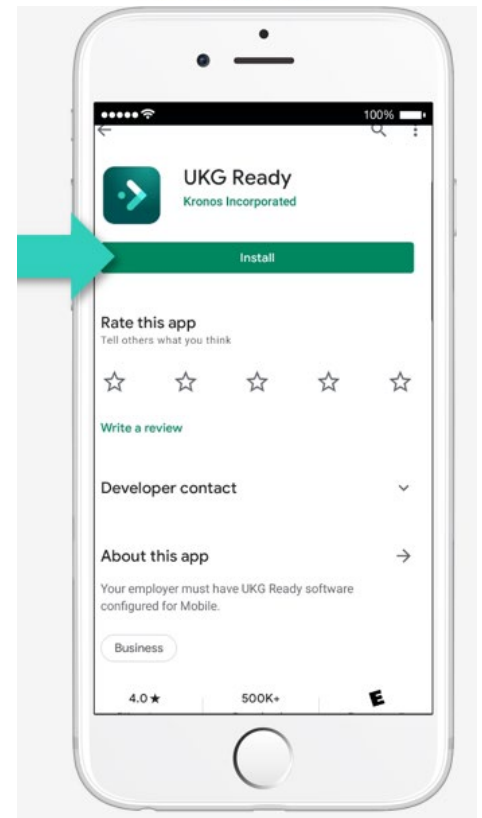 100%
UKG Ready
Kronos Incorporated
Install
Rate this app
Tell others what you think
Write a review
Developer contact
About this app
Your employer must have UKG Ready software
configured for Mobile.
Business
4.0★ 500K+ E